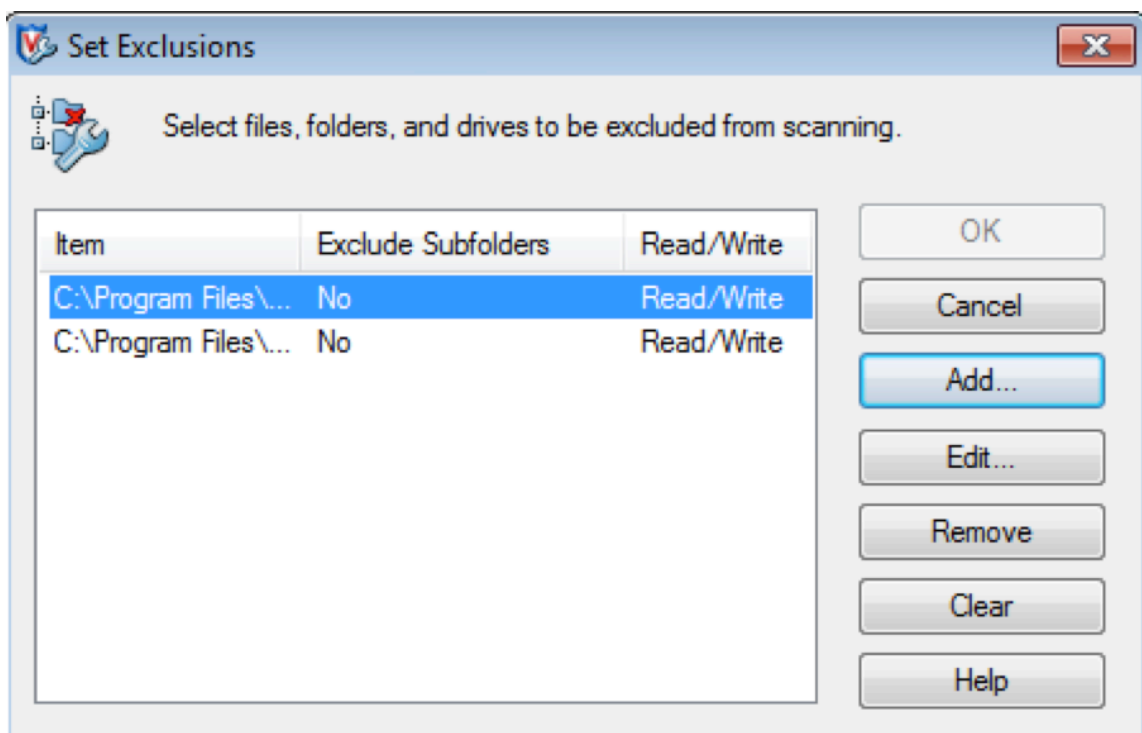 Set Exclusions
Select files, folders, and drives to be excluded from scanning.
Item Exclude Subfolders Read/Write
C:\Program Files\... No Read/Write
C:\Program Files\... No Read/Write
OK
Cancel
Add...
Edit...
Remove
Clear
Help